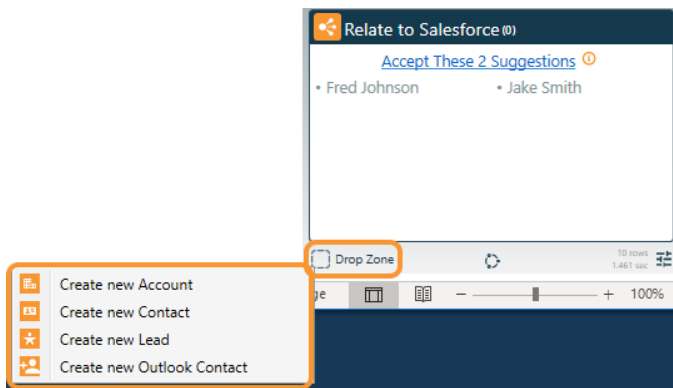 Relate to Salesforce (0)
Accept These 2 Suggestions
• Fred Johnson • Jake Smith
Drop Zone
10 rows
1.461 sec
Create new Account
Create new Contact
Create new Lead
Create new Outlook Contact
ge
− + 100%